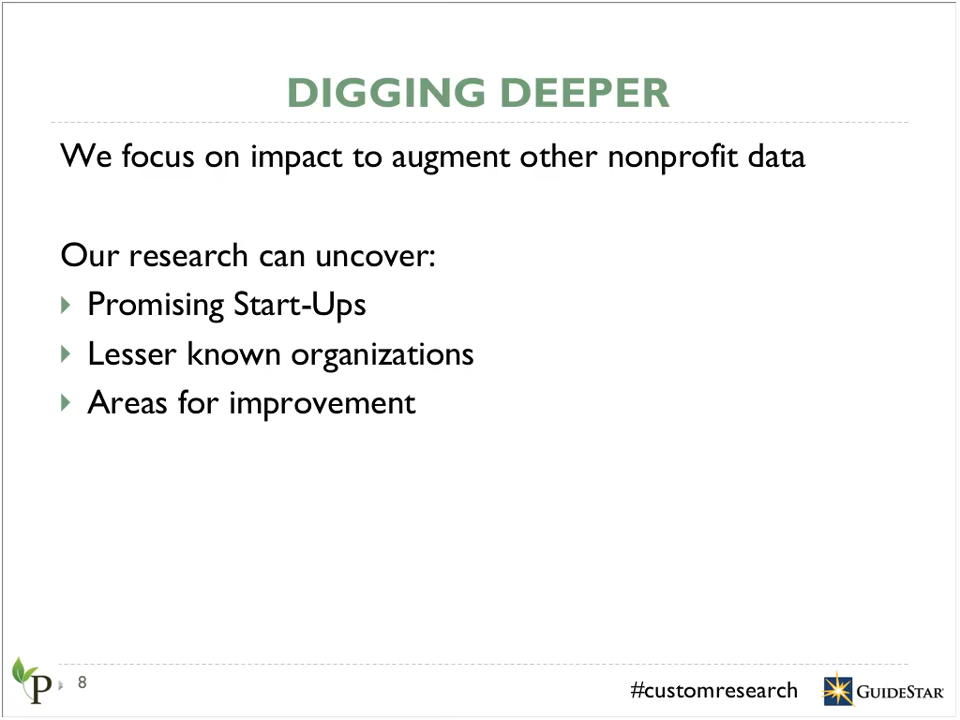 DIGGING DEEPER
We focus on impact to augment other nonprofit data
Our research can uncover:
Promising Start-Ups
Lesser known organizations
Areas for improvement
P
8
#customresearch
GUIDESTAR